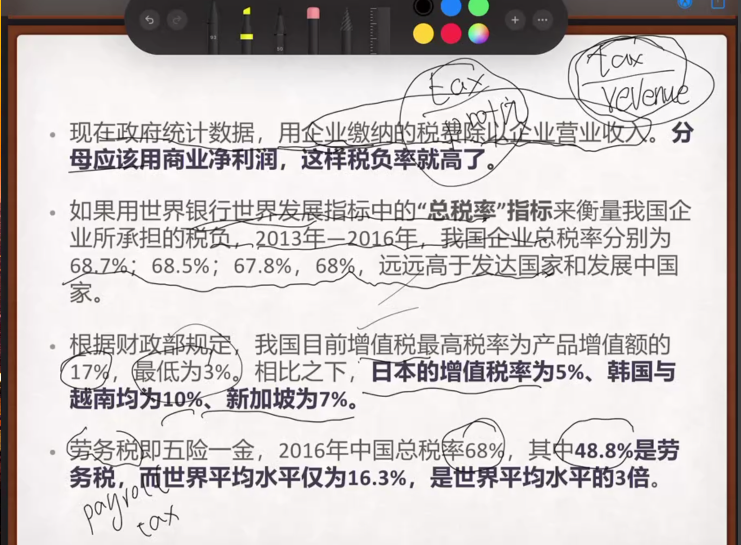 tax
tax
revenue
profit
• 现在政府统计数据，用企业缴纳的税费除以企业营业收入。分
母应该用商业净利润，这样税负率就高了。
• 如果用世界银行世界发展指标中的“总税率”指标来衡量我国企
业所承担的税负，2013年—2016年，我国企业总税率分别为
68.7%；68.5%；67.8%，68%，远远高于发达国家和发展中国
家。
• 根据财政部规定，我国目前增值税最高税率为产品增值额的
17%，最低为3%。相比之下，日本的增值税率为5%、韩国与
越南均为10%、新加坡为7%。
• 劳务税即五险一金，2016年中国总税率68%，其中48.8%是劳
务税，而世界平均水平仅为16.3%，是世界平均水平的3倍。
payroll
tax